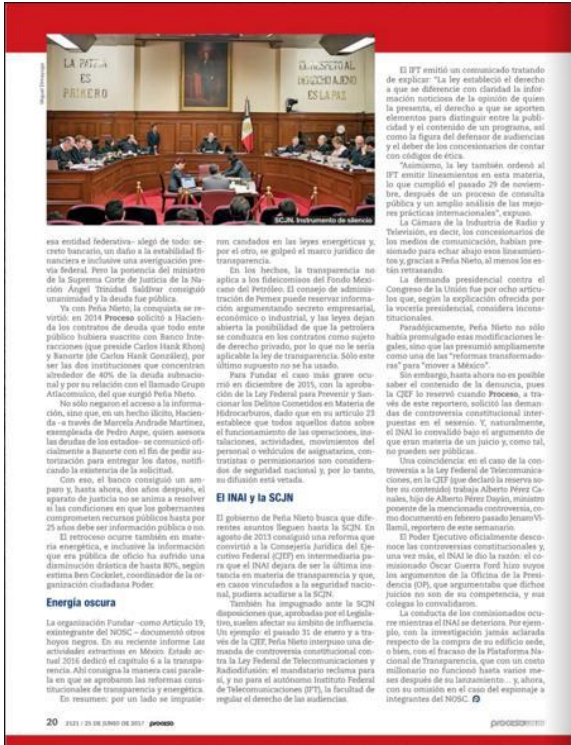 LA PATRIA
ES
PRIMERO
EL RESPETO AL
DERECHO AJENO
ES LA PAZ
SCJN. Instrumento de silencio
esa entidad federativa– alegó de todo: se-
creto bancario, un daño a la estabilidad fi-
nanciera e inclusive una averiguación pre-
via federal. Pero la ponencia del ministro
de la Suprema Corte de Justicia de la Na-
ción Ángel Trinidad Saldívar consiguió
unanimidad y la deuda fue pública.
Ya con Peña Nieto, la conquista se re-
virtió: en 2014 Proceso solicitó a Hacien-
da los contratos de deuda que todo ente
público hubiera suscrito con Banco Inte-
racciones (que preside Carlos Hank Rhon)
y Banorte (de Carlos Hank González), por
ser las dos instituciones que concentran
alrededor de 40% de la deuda subnacio-
nal y por su relación con el llamado Grupo
Atlacomulco, del que surgió Peña Nieto.
No sólo negaron el acceso a la informa-
ción, sino que, en un hecho ilícito, Hacien-
da –a través de Marcela Andrade Martínez,
exempleada de Pedro Aspe, quien asesora
las deudas de los estados– se comunicó ofi-
cialmente a Banorte con el fin de pedir au-
torización para entregar los datos, notifi-
cando la existencia de la solicitud.
Con eso, el banco consiguió un am-
paro y, hasta ahora, dos años después, el
aparato de justicia no se anima a resolver
si las condiciones en que los gobernantes
comprometen recursos públicos hasta por
25 años debe ser información pública o no.
El retroceso ocurre también en mate-
ria energética, e inclusive la información
que era pública de oficio ha sufrido una
disminución drástica de hasta 80%, según
estima Ben Cockelet, coordinador de la or-
ganización ciudadana Poder.
Energía oscura
La organización Fundar –como Artículo 19,
exintegrante del NOSC – documentó otros
hoyos negros. En su reciente informe Las
actividades extractivas en México. Estado ac-
tual 2016 dedicó el capítulo 6 a la transpa-
rencia. Ahí consigna la manera casi parale-
la en que se aprobaron las reformas cons-
titucionales de transparencia y energética.
En resumen: por un lado se impusie-
ron candados en las leyes energéticas y,
por el otro, se golpeó el marco jurídico de
transparencia.
En los hechos, la transparencia no
aplica a los fideicomisos del Fondo Mexi-
cano del Petróleo. El consejo de adminis-
tración de Pemex puede reservar informa-
ción argumentando secreto empresarial,
económico o industrial, y las leyes dejan
abierta la posibilidad de que la petrolera
se conduzca en los contratos como sujeto
de derecho privado, por lo que no le sería
aplicable la ley de transparencia. Sólo este
último supuesto no se ha usado.
Para Fundar el caso más grave ocu-
rrió en diciembre de 2015, con la aproba-
ción de la Ley Federal para Prevenir y San-
cionar los Delitos Cometidos en Materia de
Hidrocarburos, dado que en su artículo 23
establece que todos aquellos datos sobre
el funcionamiento de las operaciones, ins-
talaciones, actividades, movimientos del
personal o vehículos de asignatarios, con-
tratistas o permisionarios son considera-
dos de seguridad nacional y, por lo tanto,
su difusión está vetada.
El INAI y la SCJN
El gobierno de Peña Nieto busca que dife-
rentes asuntos lleguen hasta la SCJN. En
agosto de 2013 consiguió una reforma que
convirtió a la Consejería Jurídica del Eje-
cutivo Federal (CJEF) en intermediaria pa-
ra que el INAI dejara de ser la última ins-
tancia en materia de transparencia y que,
en casos vinculados a la seguridad nacio-
nal, pudiera acudirse a la SCJN.
También ha impugnado ante la SCJN
disposiciones que, aprobadas por el Legisla-
tivo, suelen afectar su ámbito de influencia.
Un ejemplo: el pasado 31 de enero y a tra-
vés de la CJEF, Peña Nieto interpuso una de-
manda de controversia constitucional con-
tra la Ley Federal de Telecomunicaciones y
Radiodifusión: el mandatario reclama para
sí, y no para el autónomo Instituto Federal
de Telecomunicaciones (IFT), la facultad de
regular el derecho de las audiencias.
El IFT emitió un comunicado tratando
de explicar: "La ley estableció el derecho
a que se diferencie con claridad la infor-
mación noticiosa de la opinión de quien
la presenta, el derecho a que se aporten
elementos para distinguir entre la publi-
cidad y el contenido de un programa, así
como la figura del defensor de audiencias
y el deber de los concesionarios de contar
con códigos de ética.
"Asimismo, la ley también ordenó al
IFT emitir lineamientos en esta materia,
lo que cumplió el pasado 29 de noviem-
bre, después de un proceso de consulta
pública y un amplio análisis de las mejo-
res prácticas internacionales", expuso.
La Cámara de la Industria de Radio y
Televisión, es decir, los concesionarios de
los medios de comunicación, habían pre-
sionado para echar abajo esos lineamien-
tos y, gracias a Peña Nieto, al menos los es-
tán retrasando.
La demanda presidencial contra el
Congreso de la Unión fue por ocho artícu-
los que, según la explicación ofrecida por
la vocería presidencial, considera incons-
titucionales.
Paradójicamente, Peña Nieto no sólo
había promulgado esas modificaciones le-
gales, sino que las presumió ampliamente
como una de las "reformas transformado-
ras" para "mover a México".
Sin embargo, hasta ahora no es posible
saber el contenido de la denuncia, pues
la CJEF lo reservó cuando Proceso, a tra-
vés de este reportero, solicitó las deman-
das de controversia constitucional inter-
puestas en el sexenio. Y, naturalmente,
el INAI lo convalidó bajo el argumento de
que eran materia de un juicio y, como tal,
no pueden ser públicas.
Una coincidencia: en el caso de la con-
troversia a la Ley Federal de Telecomunica-
ciones, en la CJEF (que declaró la reserva so-
bre su contenido) trabaja Alberto Pérez Ca-
nales, hijo de Alberto Pérez Dayán, ministro
ponente de la mencionada controversia, co-
mo documentó en febrero pasado Jenaro Vi-
llamil, reportero de este semanario.
El Poder Ejecutivo oficialmente desco-
noce las controversias constitucionales y,
una vez más, el INAI le dio la razón: el co-
misionado Óscar Guerra Ford hizo suyos
los argumentos de la Oficina de la Presi-
dencia (OP), que argumentaba que dichos
juicios no son de su competencia, y sus
colegas lo convalidaron.
La conducta de los comisionados ocu-
rre mientras el INAI se deteriora. Por ejem-
plo, con la investigación jamás aclarada
respecto de la compra de su edificio sede,
o bien, con el fracaso de la Plataforma Na-
cional de Transparencia, que con un costo
millonario no funcionó hasta varios me-
ses después de su lanzamiento... y, ahora,
con su omisión en el caso del espionaje a
integrantes del NOSC.
20 2121 / 25 DE JUNIO DE 2017 proceso